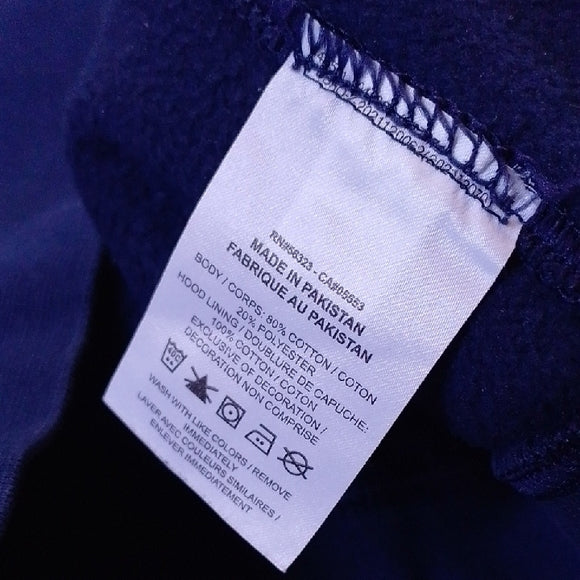 RN#58323 - CA#05553
MADE IN PAKISTAN
FABRIQUE AU PAKISTAN
BODY / CORPS: 80% COTTON / COTON
20% POLYESTER
HOOD LINING / DOUBLURE DE CAPUCHE:
100% COTTON / COTON
EXCLUSIVE OF DECORATION /
DECORATION NON COMPRISE
WASH WITH LIKE COLORS / REMOVE
IMMEDIATELY
LAVER AVEC COULEURS SIMILAIRES /
ENLEVER IMMEDIATEMENT